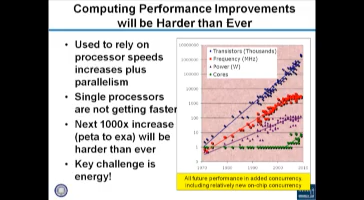 Computing Performance Improvements
will be Harder than Ever
• Used to rely on
processor speeds
increases plus
parallelism
• Single processors
are not getting faster
• Next 1000x increase
(peta to exa) will be
harder than ever
• Key challenge is
energy!
Transistors (Thousands)
Frequency (MHz)
Power (W)
Cores
All future performance in added concurrency,
including relatively new on-chip concurrency